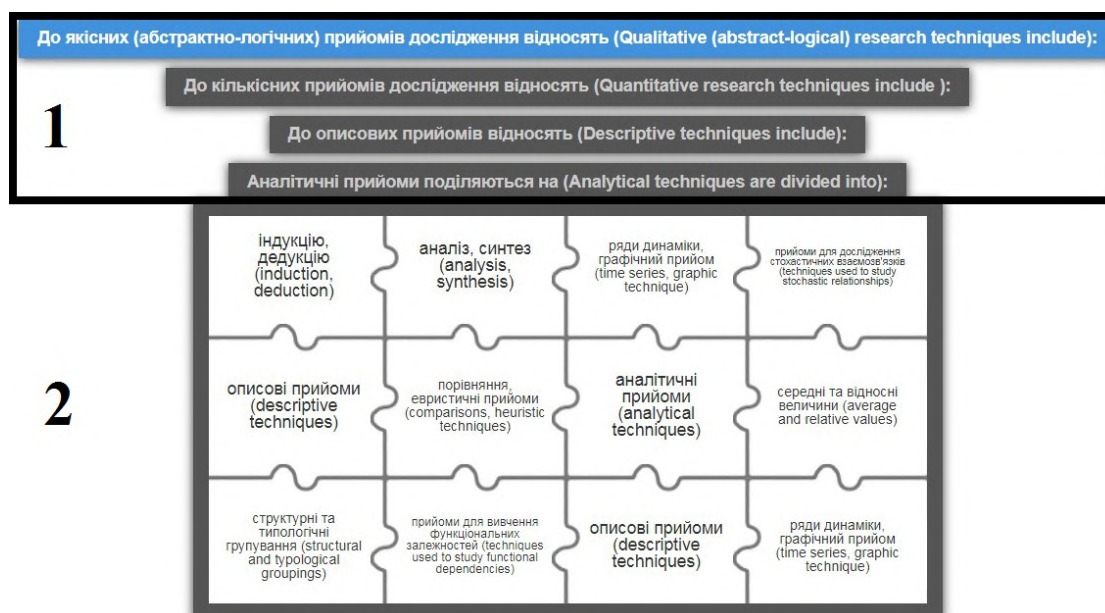 До якісних (абстрактно-логічних) прийомів дослідження відносять (Qualitative (abstract-logical) research techniques include):
До кількісних прийомів дослідження відносять (Quantitative research techniques include ):
1
До описових прийомів відносять (Descriptive techniques include):
Аналітичні прийоми поділяються на (Analytical techniques are divided into):
індукцію,
дедукцію
(induction,
deduction)
аналіз, синтез
(analysis,
synthesis)
ряди динаміки,
графічний прийом
(time series, graphic
technique)
прийоми для дослідження
стохастичних взаємов'язків
(techniques used to study
stochastic relationships)
2
описові прийоми
(descriptive
techniques)
порівняння,
евристичні прийоми
(comparisons, heuristic
techniques)
аналітичні
прийоми
(analytical
techniques)
середні та відносні
величини (average
and relative values)
структурні та
типологічні
групування (structural
and typological
groupings)
прийоми для вивчення
функціональних
залежностей (techniques
used to study functional
dependencies)
описові прийоми
(descriptive
techniques)
ряди динаміки,
графічний прийом
(time series, graphic
technique)